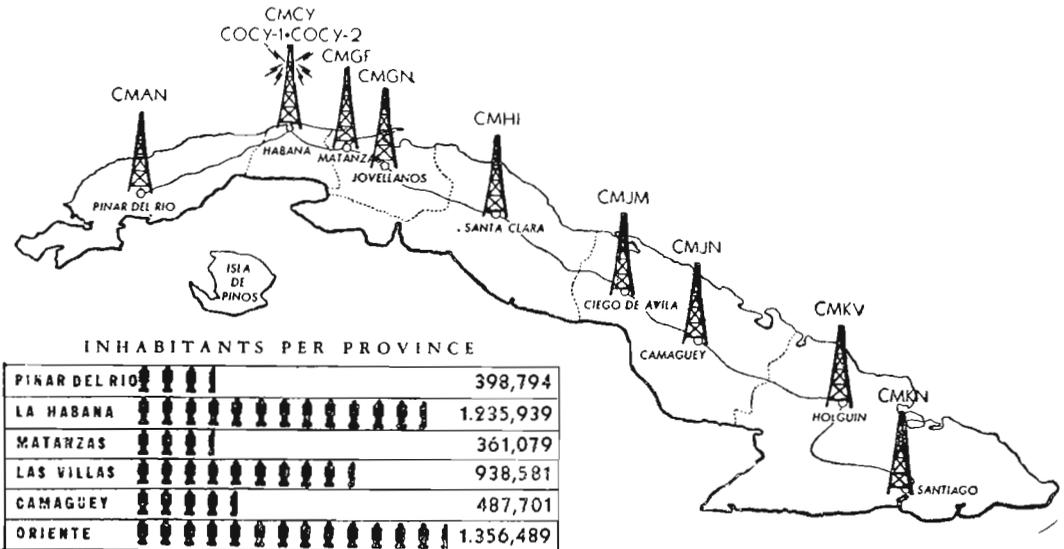 CMCY
COCY-1•COCY-2
CMGF
CMGN
CMAN
CMHI
HABANA
MATANZA
JOVELLANOS
PINAR DEL RIO
CMJM
SANTA CLARA
CMJN
ISLA
DE
PINOS
CIEGO DE AVILA
CMKV
CAMAGUEY
CMKN
HOLGUIN
SANTIAGO
INHABITANTS PER PROVINCE
PINAR DEL RIO 398,794
LA HABANA 1.235,939
MATANZAS 361,079
LAS VILLAS 938,581
CAMAGUEY 487,701
ORIENTE 1.356,489